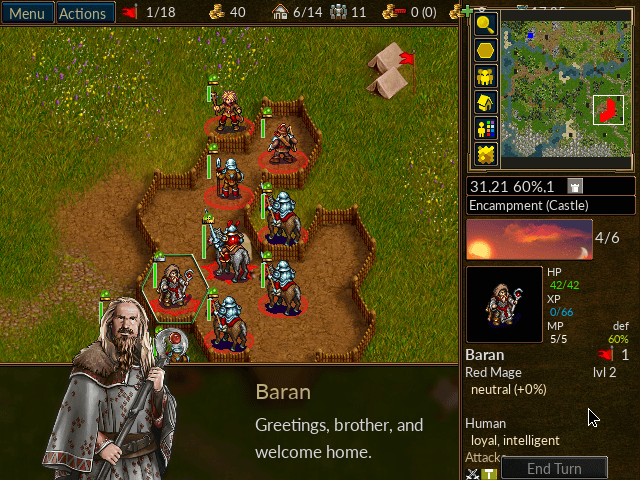 Menu Actions 1/18 40 6/14 11 0 (0)
31,21 60%,1
Encampment (Castle)
4/6
HP
42/42
XP
0/66
MP def
5/5 60%
Baran 1
Red Mage lvl 2
neutral (+0%)
Human
loyal, intelligent
Attacks
T
End Turn
Baran
Greetings, brother, and
welcome home.